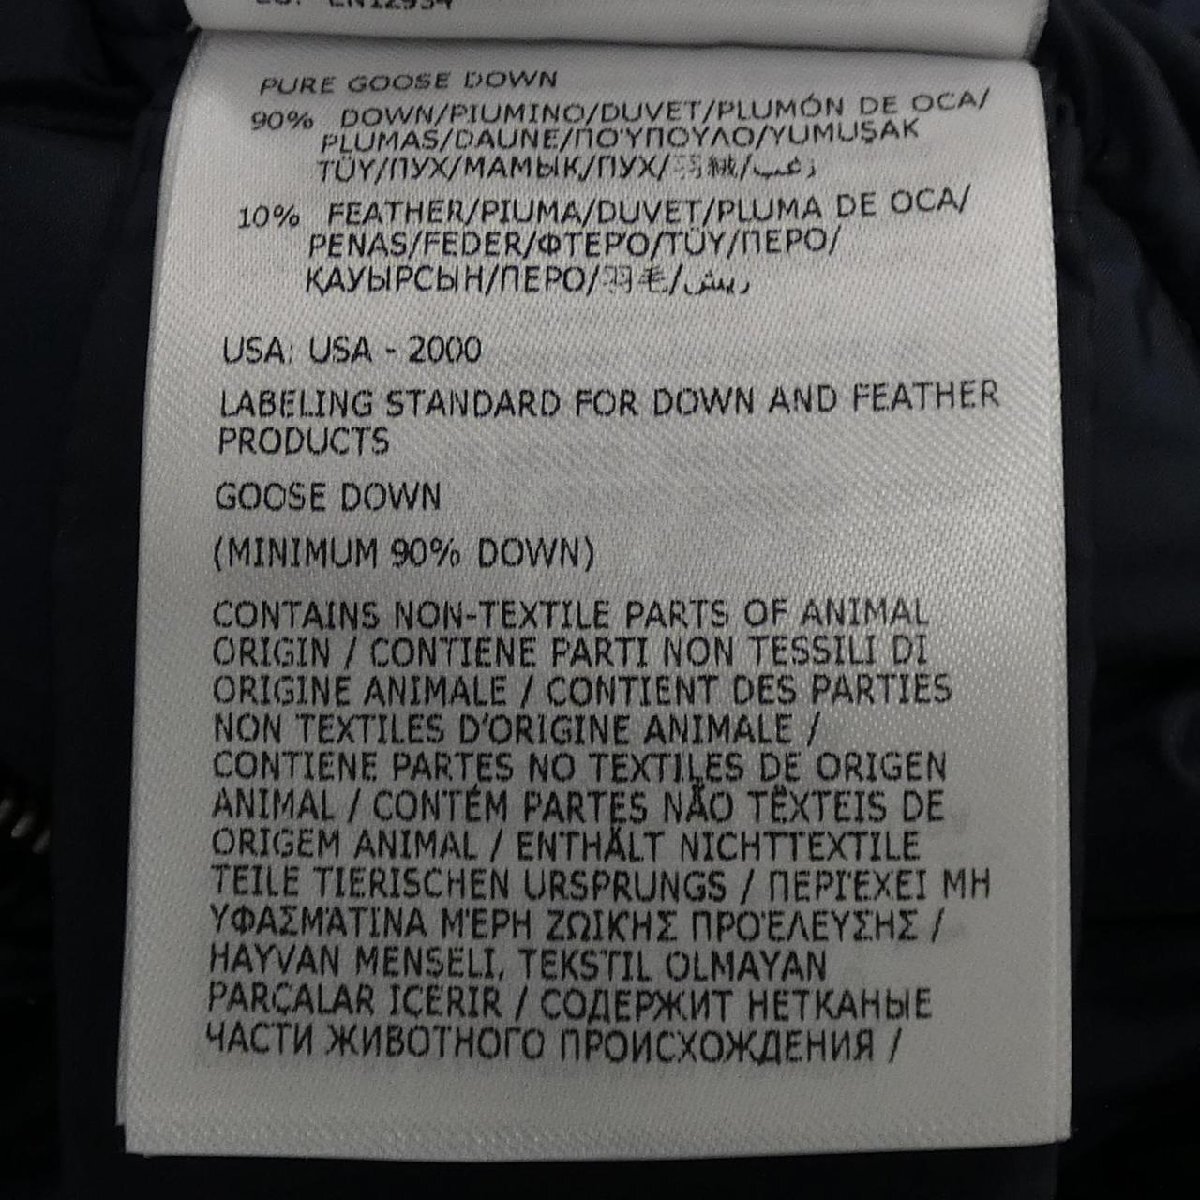 EU: EN12934
PURE GOOSE DOWN
90% DOWN/PIUMINO/DUVET/PLUMÓN DE OCA/
PLUMAS/DAUNE/ΠΟΎΠΟΥΛΟ/YUMUŞAK
TÜY/ПУХ/МАМЫҚ/ПУХ/羽絨/زغب
10% FEATHER/PIUMA/DUVET/PLUMA DE OCA/
PENAS/FEDER/ΦΤΕΡΌ/TÜY/ПЕРО/
ҚАУЫРСЫН/ПЕРО/羽毛/ريش
USA: USA - 2000
LABELING STANDARD FOR DOWN AND FEATHER
PRODUCTS
GOOSE DOWN
(MINIMUM 90% DOWN)
CONTAINS NON-TEXTILE PARTS OF ANIMAL
ORIGIN / CONTIENE PARTI NON TESSILI DI
ORIGINE ANIMALE / CONTIENT DES PARTIES
NON TEXTILES D'ORIGINE ANIMALE /
CONTIENE PARTES NO TEXTILES DE ORIGEN
ANIMAL / CONTÉM PARTES NÃO TËXTEIS DE
ORIGEM ANIMAL / ENTHÄLT NICHTTEXTILE
TEILE TIERISCHEN URSPRUNGS / ΠΕΡΙΈΧΕΙ ΜΗ
ΥΦΑΣΜΆΤΙΝΑ ΜΈΡΗ ΖΩΙΚΉΣ ΠΡΟΈΛΕΥΣΗΣ /
HAYVAN MENSELI, TEKSTIL OLMAYAN
PARÇALAR IÇERIR / СОДЕРЖИТ НЕТКАНЫЕ
ЧАСТИ ЖИВОТНОГО ПРОИСХОЖДЕНИЯ /